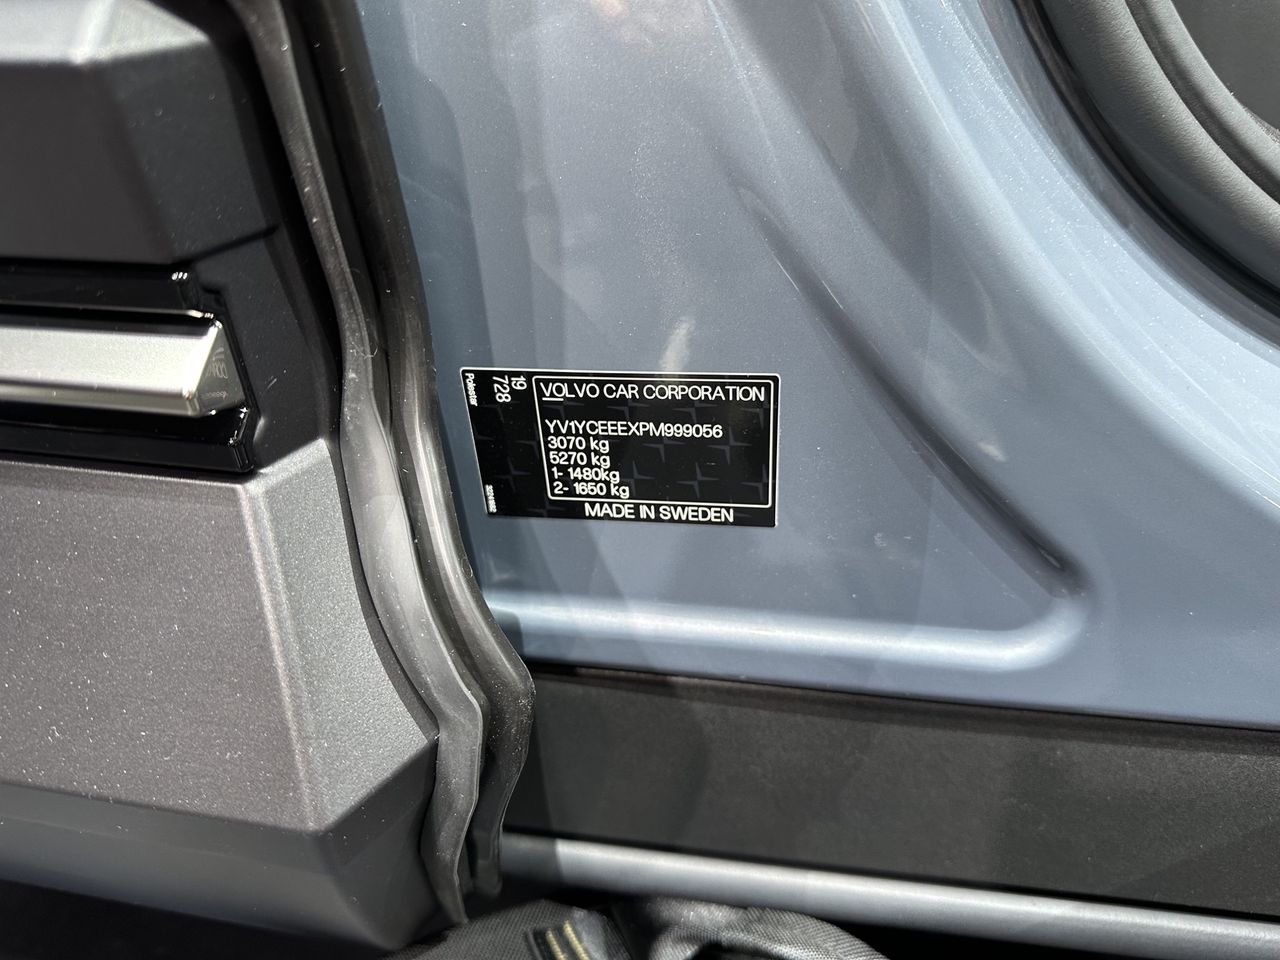 Polestar
19
728
VOLVO CAR CORPORATION
YV1YCEEEXPM999056
3070 kg
5270 kg
1- 1480kg
2- 1650 kg
MADE IN SWEDEN